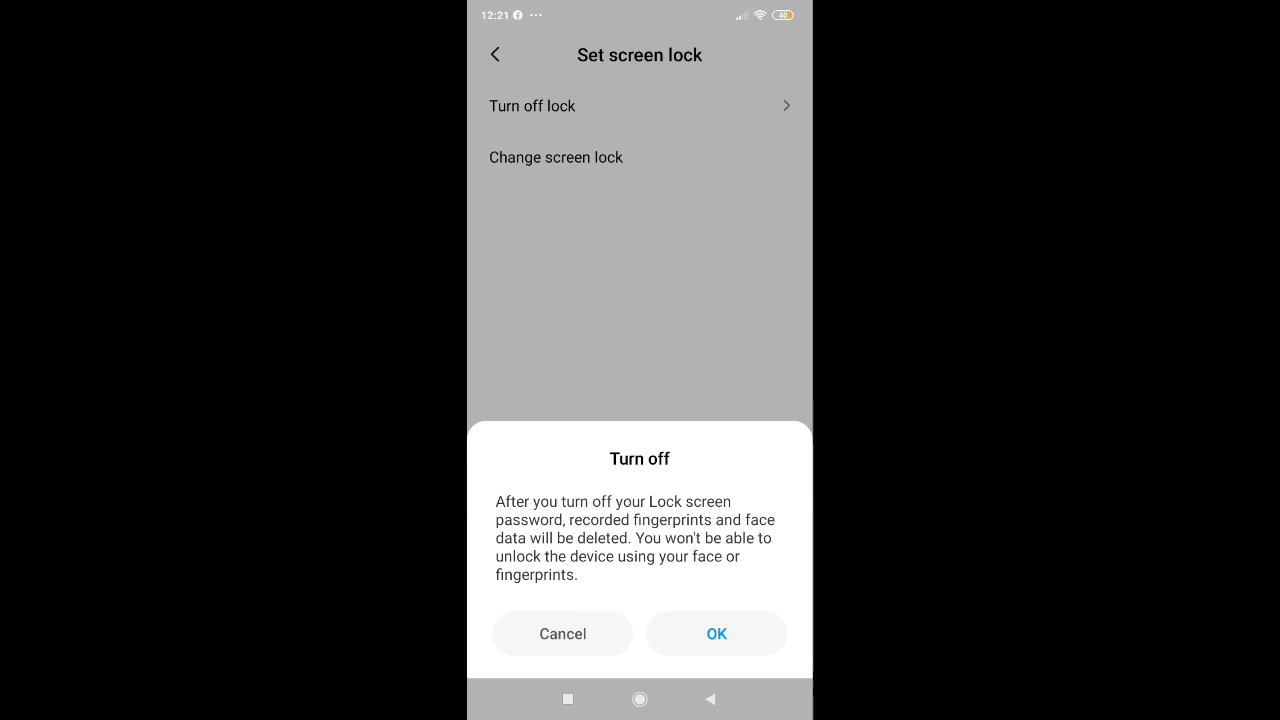 12:21 ...
40
Set screen lock
Turn off lock
Change screen lock
Turn off
After you turn off your Lock screen
password, recorded fingerprints and face
data will be deleted. You won't be able to
unlock the device using your face or
fingerprints.
Cancel
OK